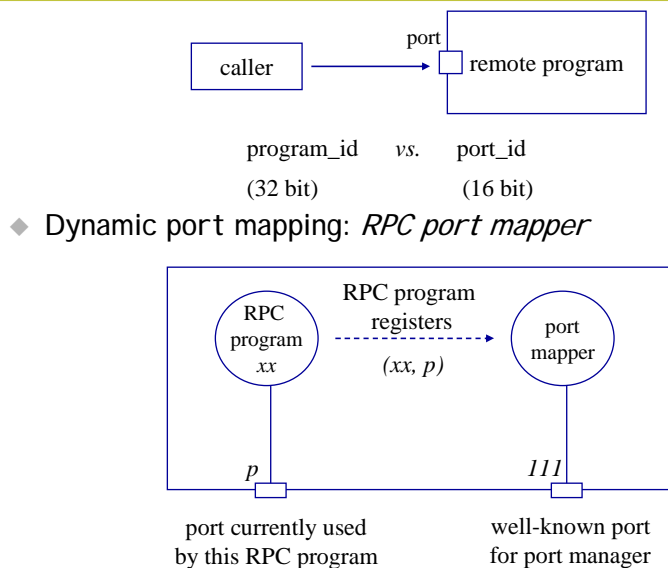 port
caller
remote program
program_id vs. port_id
(32 bit) (16 bit)
Dynamic port mapping: RPC port mapper
RPC program
registers
(xx, p)
RPC
program
xx
port
mapper
p
111
port currently used
by this RPC program
well-known port
for port manager